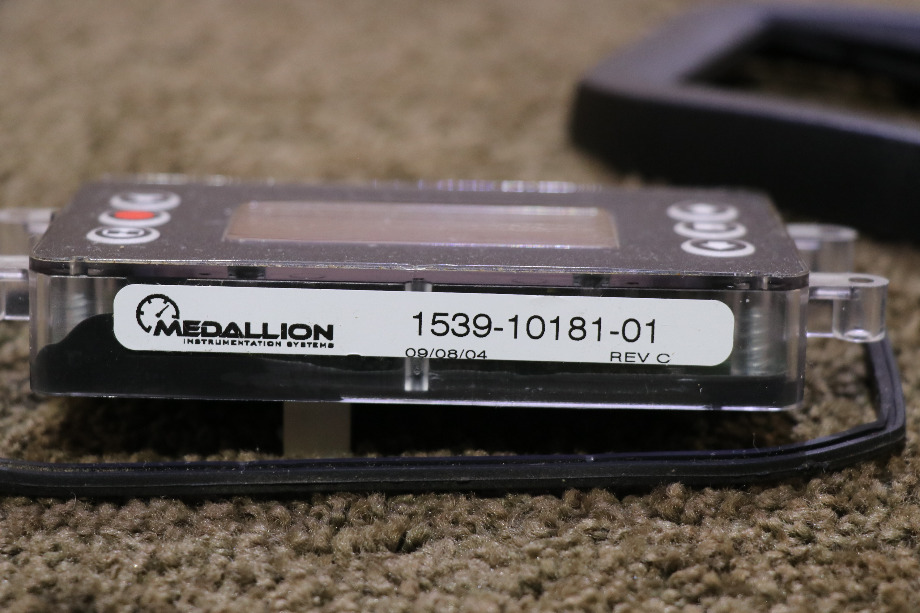 MEDALLION
INSTRUMENTATION SYSTEMS
1539-10181-01
09/08/04 REV C